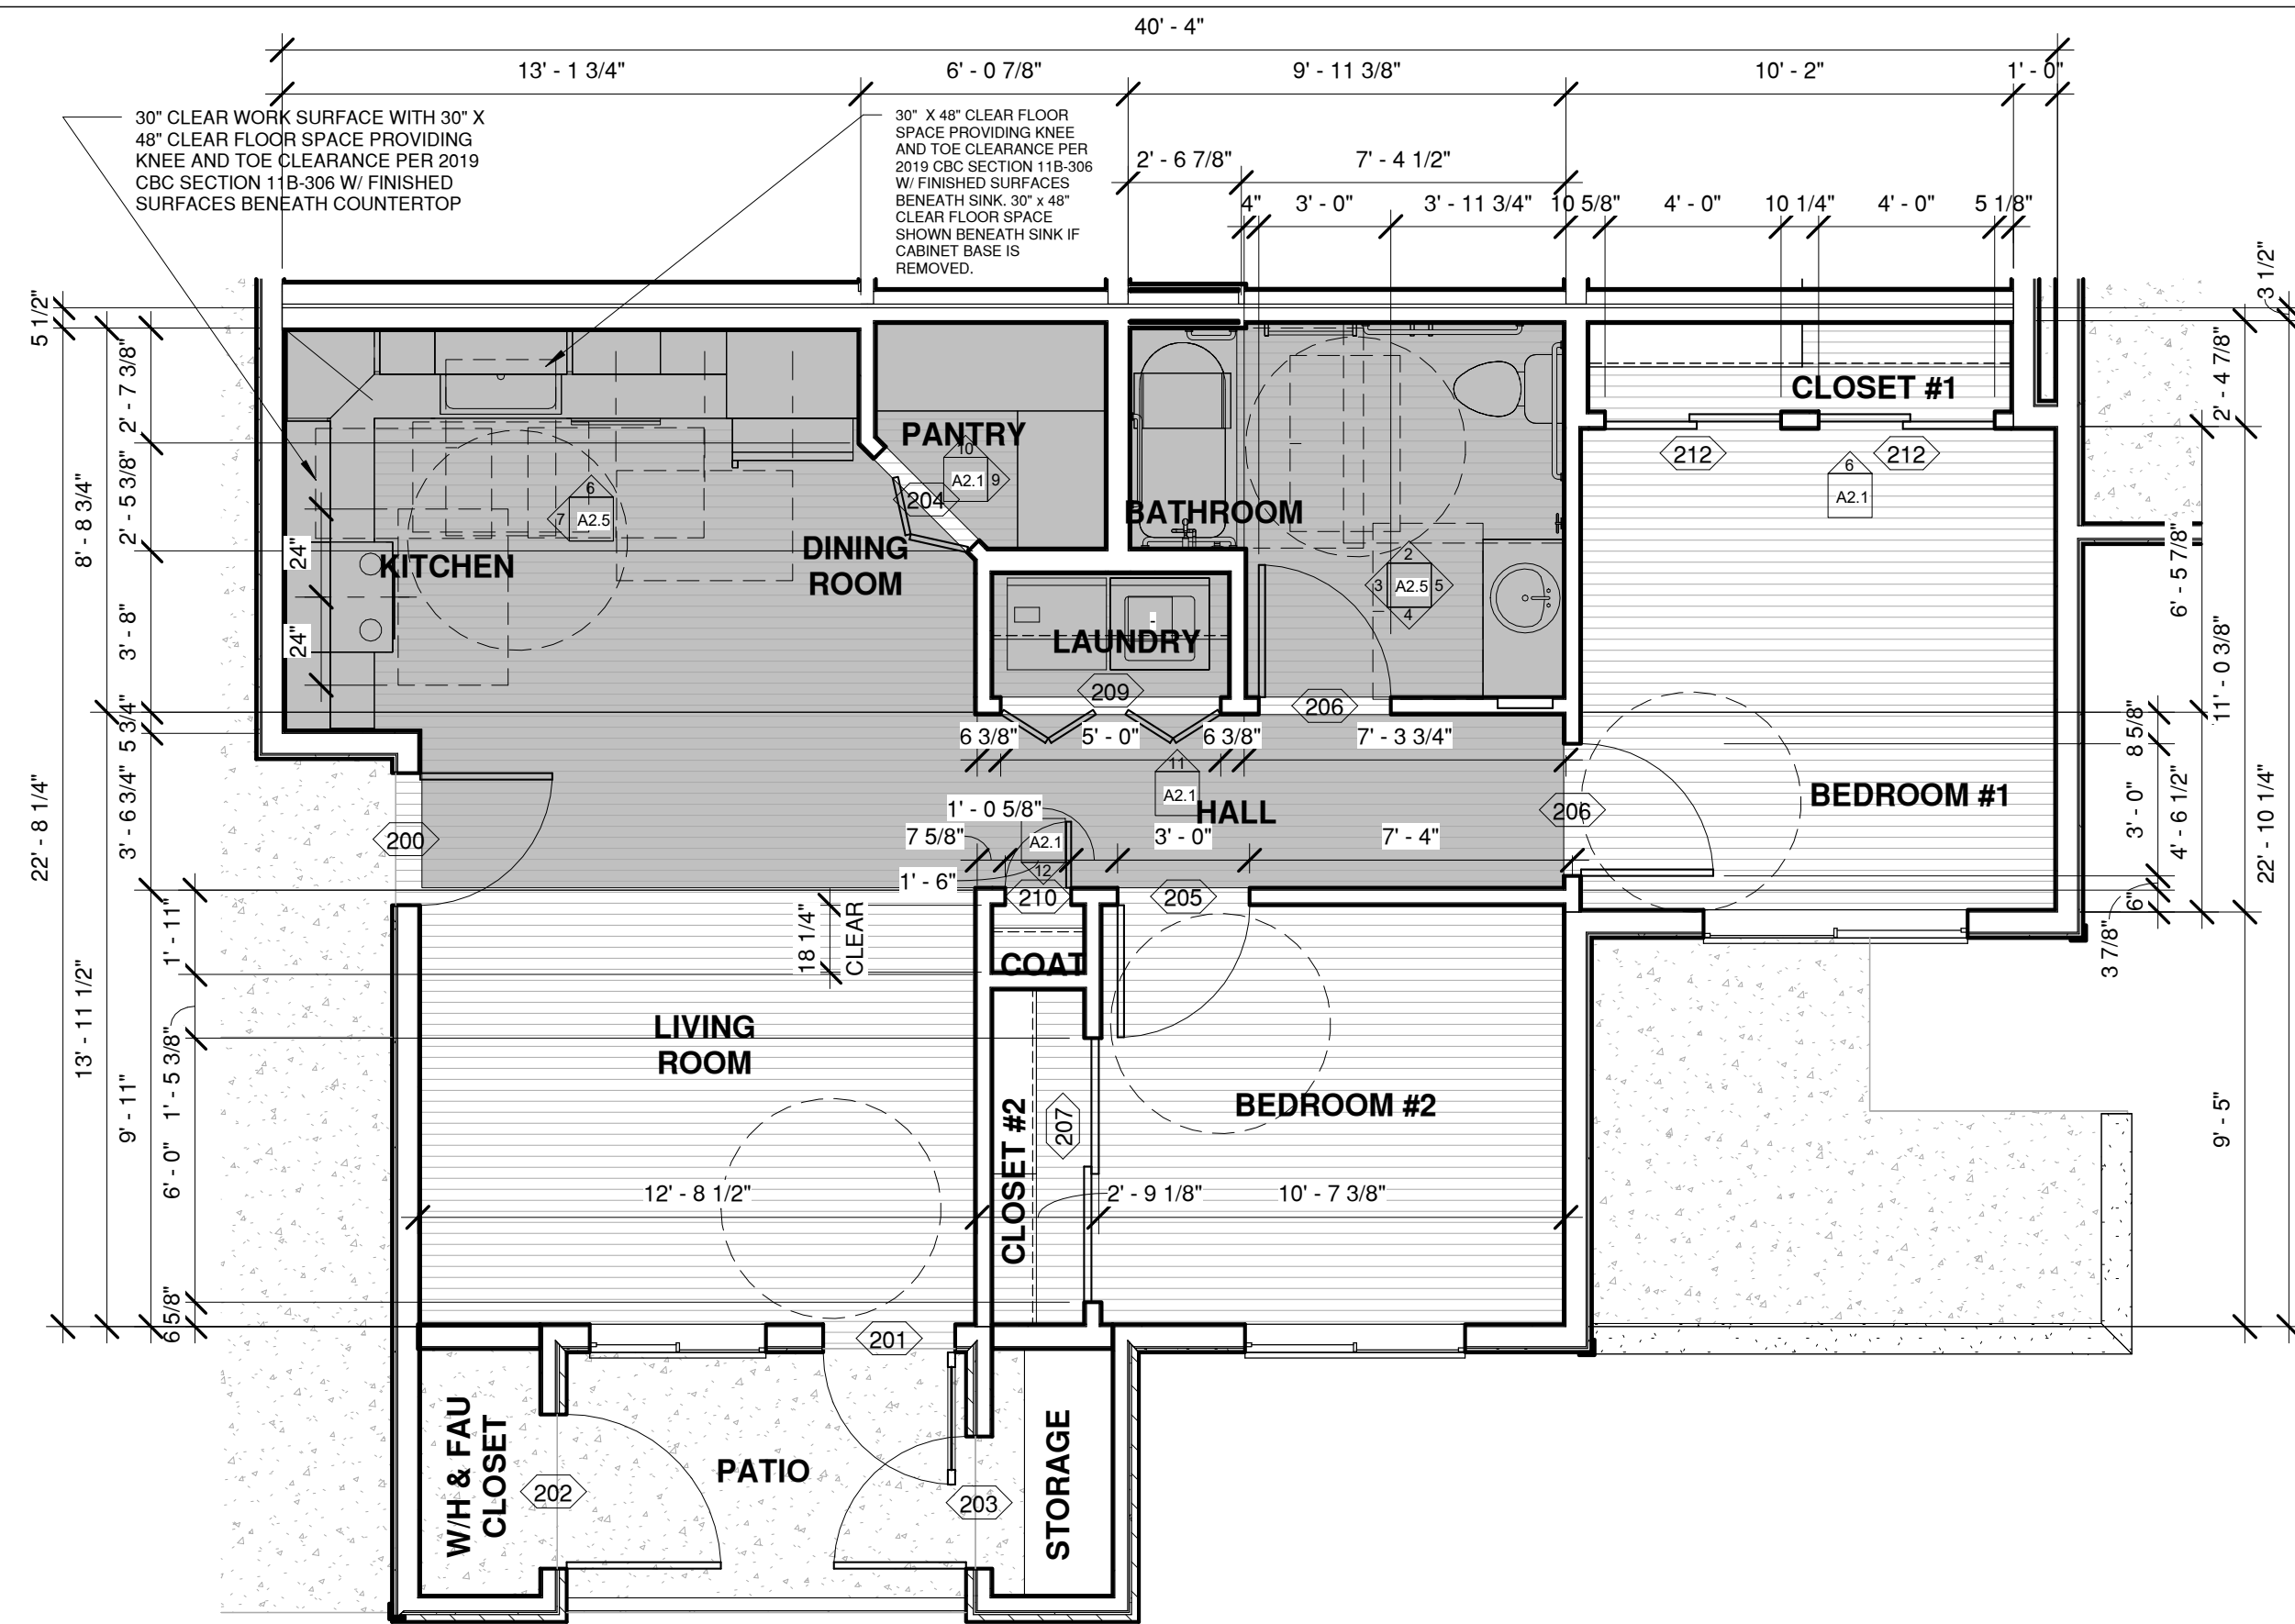 40' - 4"
13' - 1 3/4"
6' - 0 7/8"
9' - 11 3/8"
10' - 2"
1' - 0"
30" CLEAR WORK SURFACE WITH 30" X
48" CLEAR FLOOR SPACE PROVIDING
KNEE AND TOE CLEARANCE PER 2019
CBC SECTION 11B-306 W/ FINISHED
SURFACES BENEATH COUNTERTOP
30" X 48" CLEAR FLOOR
SPACE PROVIDING KNEE
AND TOE CLEARANCE PER
2019 CBC SECTION 11B-306
W/ FINISHED SURFACES
BENEATH SINK. 30" x 48"
CLEAR FLOOR SPACE
SHOWN BENEATH SINK IF
CABINET BASE IS
REMOVED.
2' - 6 7/8"
7' - 4 1/2"
4"
3' - 0"
3' - 11 3/4"
10 5/8"
4' - 0"
10 1/4"
4' - 0"
5 1/8"
3 1/2"
5 1/2"
2' - 7 3/8"
2' - 4 7/8"
CLOSET #1
PANTRY
10
A2.1
9
204
212
212
6
A2.1
8' - 8 3/4"
2' - 5 3/8"
6
7
A2.5
BATHROOM
24"
KITCHEN
DINING
ROOM
2
3
A2.5
5
4
6' - 5 7/8"
3' - 8"
24"
LAUNDRY
209
206
11' - 0 3/8"
5 3/4"
6 3/8"
5' - 0"
6 3/8"
7' - 3 3/4"
8 5/8"
11
A2.1
HALL
BEDROOM #1
206
22' - 8 1/4"
3' - 6 3/4"
200
1' - 0 5/8"
7 5/8"
A2.1
12
3' - 0"
7' - 4"
3' - 0"
4' - 6 1/2"
22' - 10 1/4"
1' - 6"
210
205
6"
1' - 11"
18 1/4"
CLEAR
COAT
3 7/8"
13' - 11 1/2"
LIVING
ROOM
1' - 5 3/8"
9' - 11"
CLOSET #2
207
BEDROOM #2
9' - 5"
6' - 0"
12' - 8 1/2"
2' - 9 1/8"
10' - 7 3/8"
6 5/8"
201
W/H & FAU
CLOSET
202
PATIO
203
STORAGE